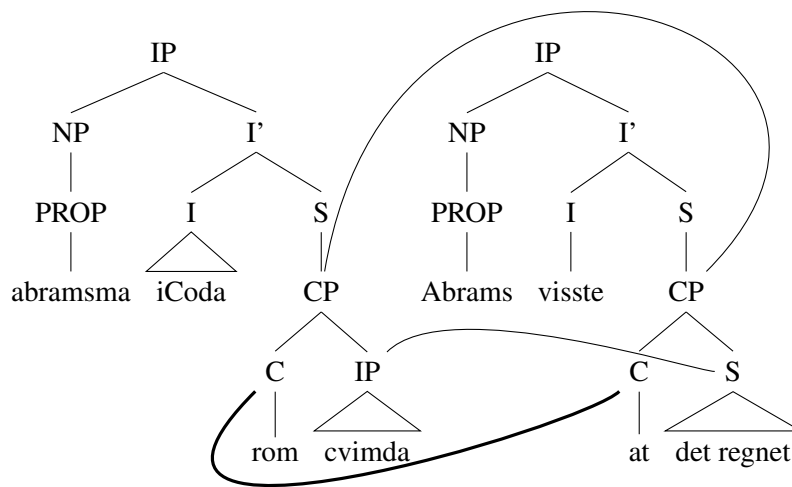 IP IP
NP I’ NP I’
PROP I S PROP I S
abramsma iCoda CP Abrams visste CP
C IP C S
rom cvimda at det regnet